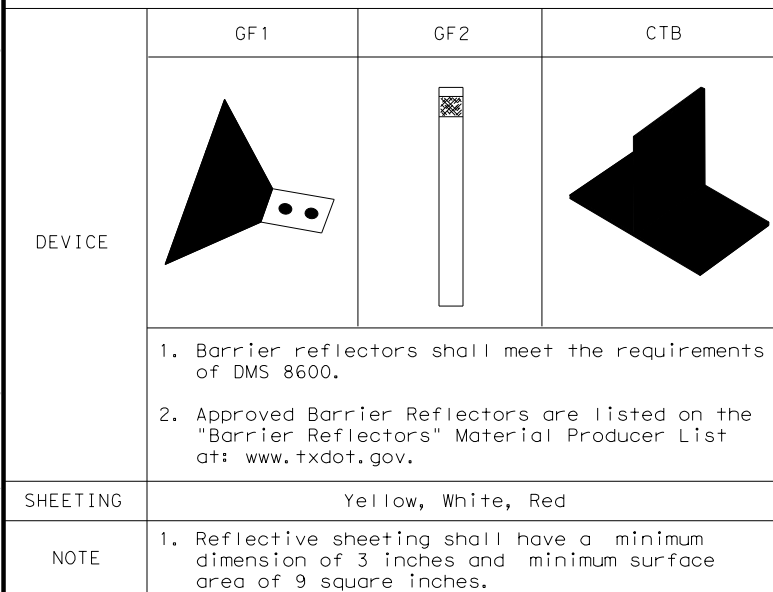 GF1 GF2 CTB
DEVICE
1. Barrier reflectors shall meet the requirements
of DMS 8600.
2. Approved Barrier Reflectors are listed on the
"Barrier Reflectors" Material Producer List
at: www.txdot.gov.
SHEETING Yellow, White, Red
NOTE
1. Reflective sheeting shall have a minimum
dimension of 3 inches and minimum surface
area of 9 square inches.